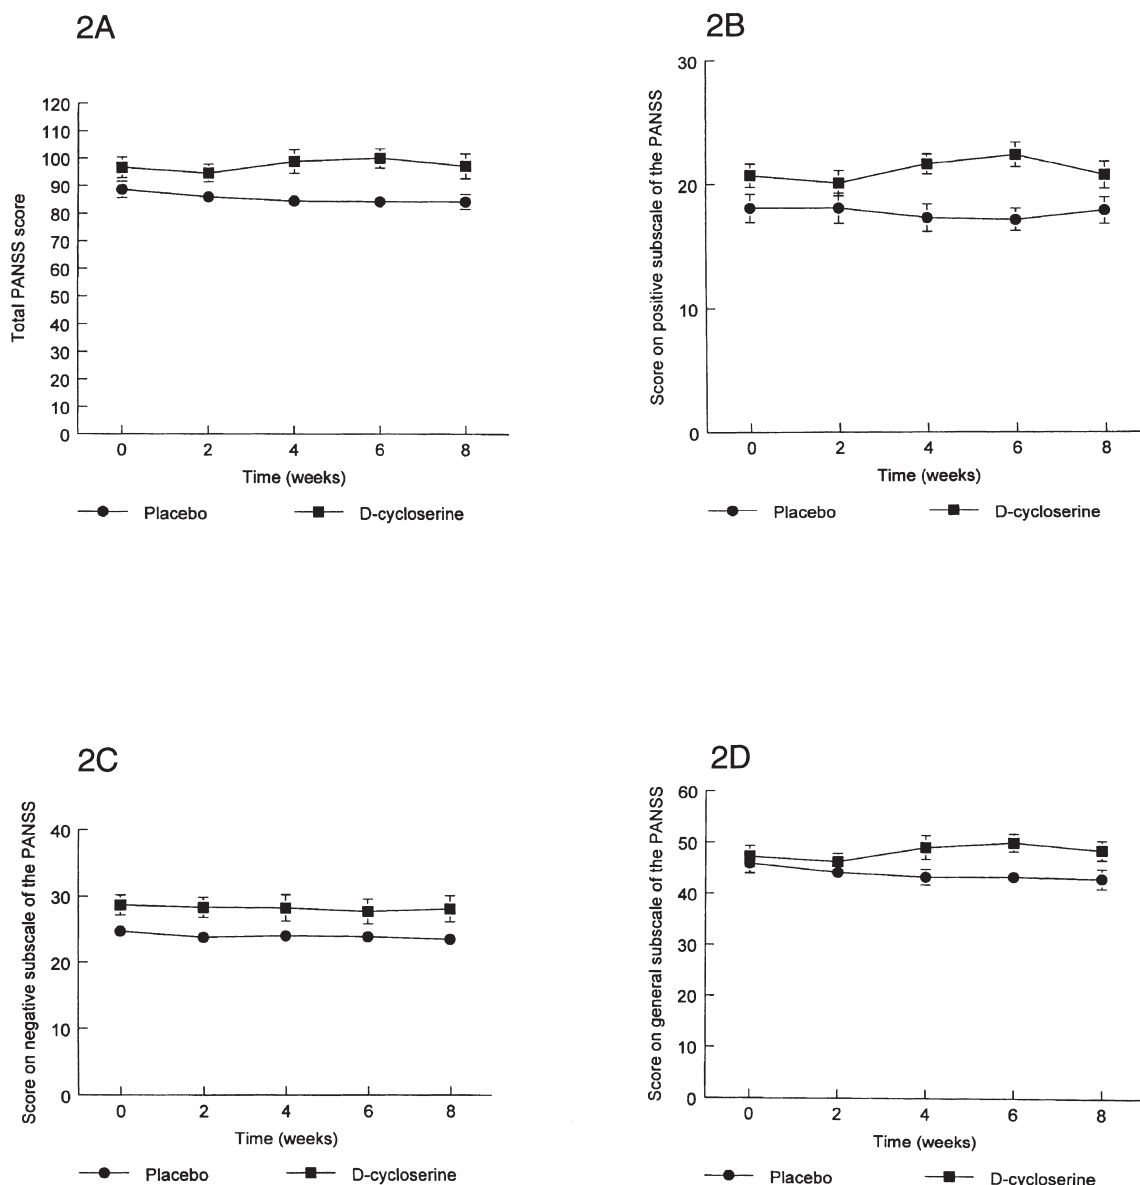 2A
120
110
100
90
80
70
60
50
40
30
20
10
0
Total PANSS score
0 2 4 6 8
Time (weeks)
Placebo D-cycloserine
2B
30
20
10
0
Score on positive subscale of the PANSS
0 2 4 6 8
Time (weeks)
Placebo D-cycloserine
2C
40
30
20
10
0
Score on negative subscale of the PANSS
0 2 4 6 8
Time (weeks)
Placebo D-cycloserine
2D
60
50
40
30
20
10
0
Score on general subscale of the PANSS
0 2 4 6 8
Time (weeks)
Placebo D-cycloserine